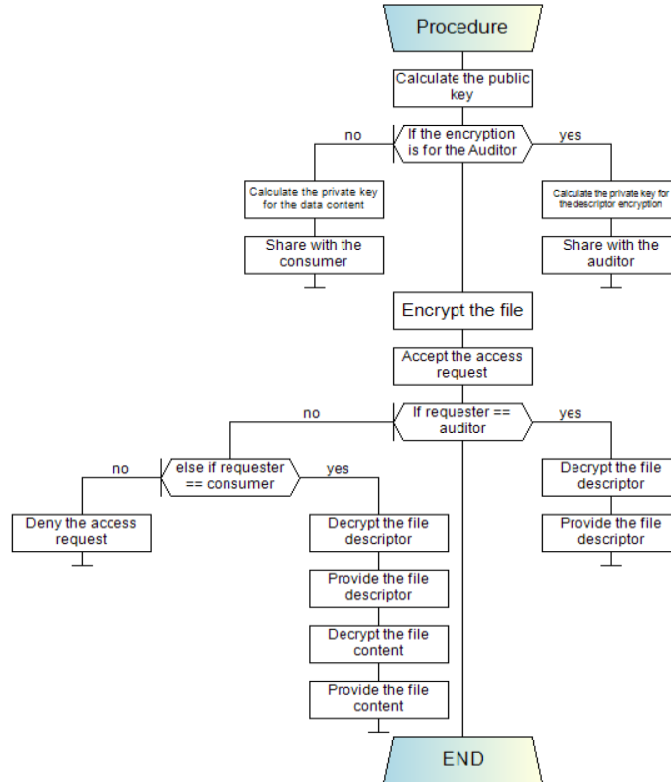 Procedure
Calculate the public
key
no
If the encryption
is for the Auditor
yes
Calculate the private key
for the data content
Calculate the private key for
the descriptor encryption
Share with the
consumer
Share with the
auditor
Encrypt the file
Accept the access
request
no
If requester ==
auditor
yes
no
else if requester
== consumer
yes
Decrypt the file
descriptor
Deny the access
request
Decrypt the file
descriptor
Provide the file
descriptor
Provide the file
descriptor
Decrypt the file
content
Provide the file
content
END